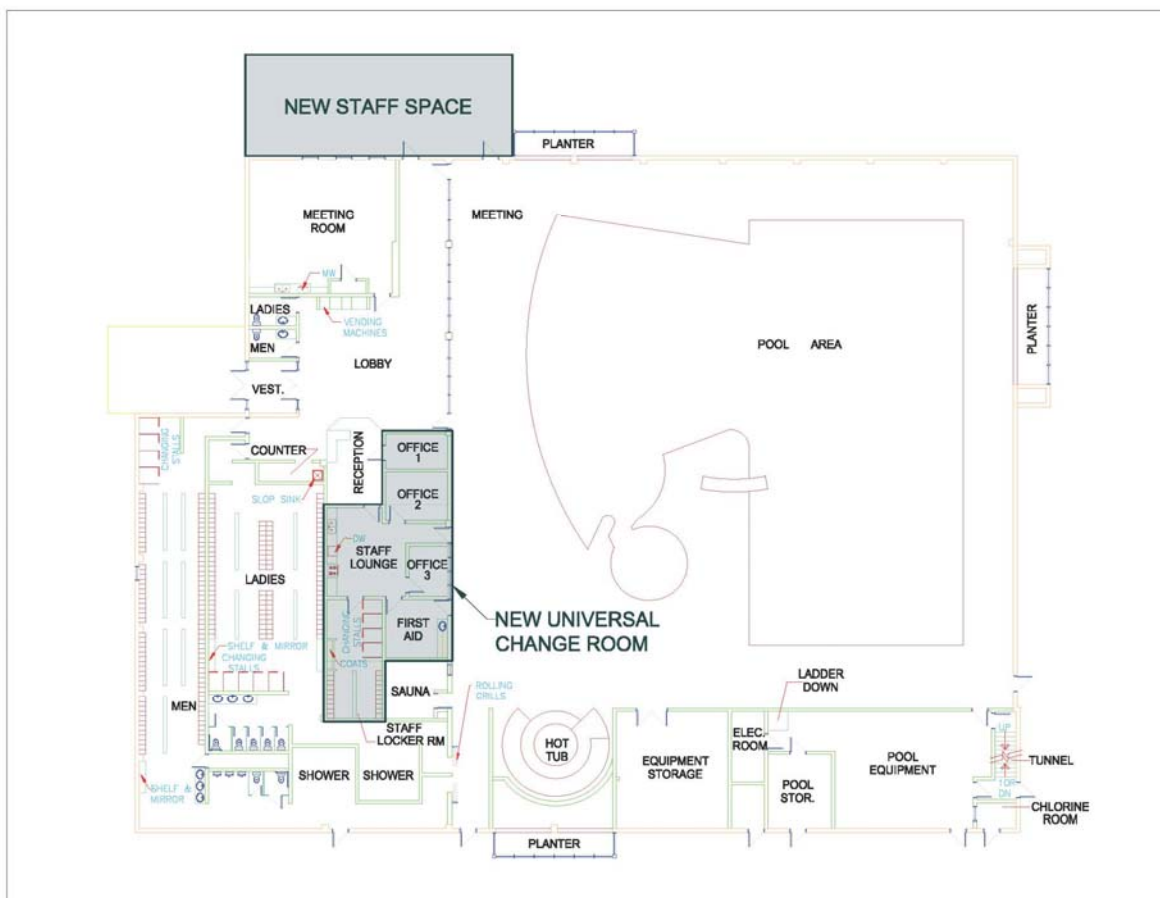 NEW STAFF SPACE
PLANTER
MEETING
ROOM
MEETING
MW
LADIES
VENDING
MACHINES
MEN
LOBBY
POOL AREA
PLANTER
VEST.
CHANGING
STALLS
COUNTER
RECEPTION
OFFICE
1
SLOP SINK
OFFICE
2
DW
STAFF
LOUNGE
OFFICE
3
LADIES
NEW UNIVERSAL
CHANGE ROOM
CHANGING
STALLS
FIRST
AID
SHELF & MIRROR
CHANGING
STALLS
COATS
SAUNA
ROLLING
GRILLS
LADDER
DOWN
MEN
STAFF
LOCKER RM
HOT
TUB
ELEC.
ROOM
UP
SHOWER
SHOWER
EQUIPMENT
STORAGE
POOL
EQUIPMENT
TUNNEL
SHELF &
MIRROR
POOL
STOR.
DN
CHLORINE
ROOM
PLANTER